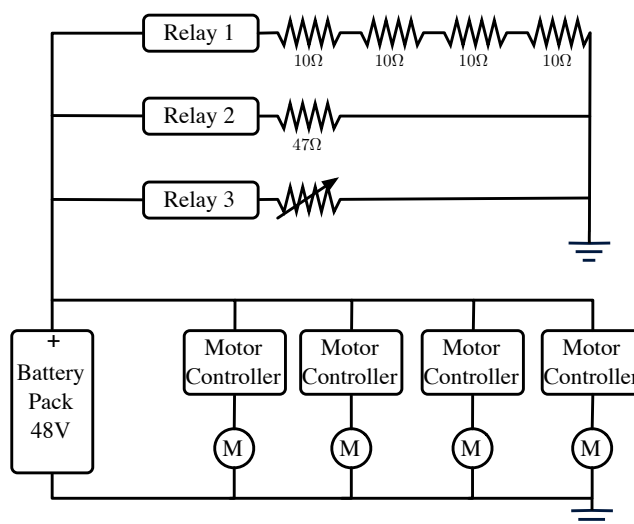 Relay 1
10Ω 10Ω 10Ω 10Ω
Relay 2
47Ω
Relay 3
+
Battery
Pack
48V
Motor
Controller
Motor
Controller
Motor
Controller
Motor
Controller
M
M
M
M